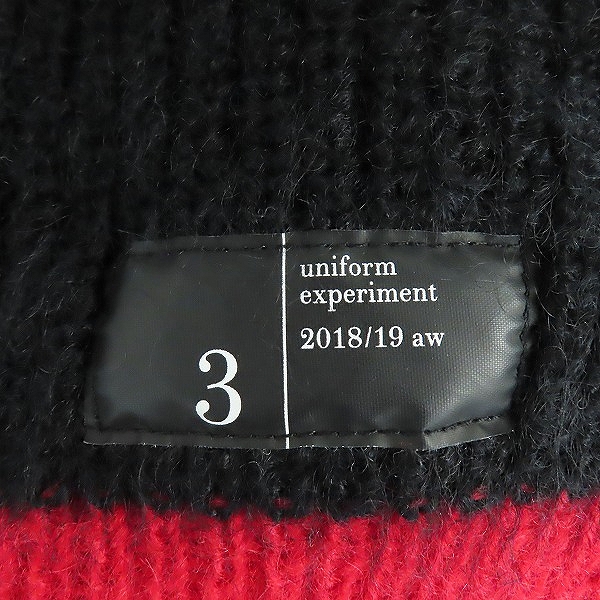 3
uniform
experiment
2018/19 aw